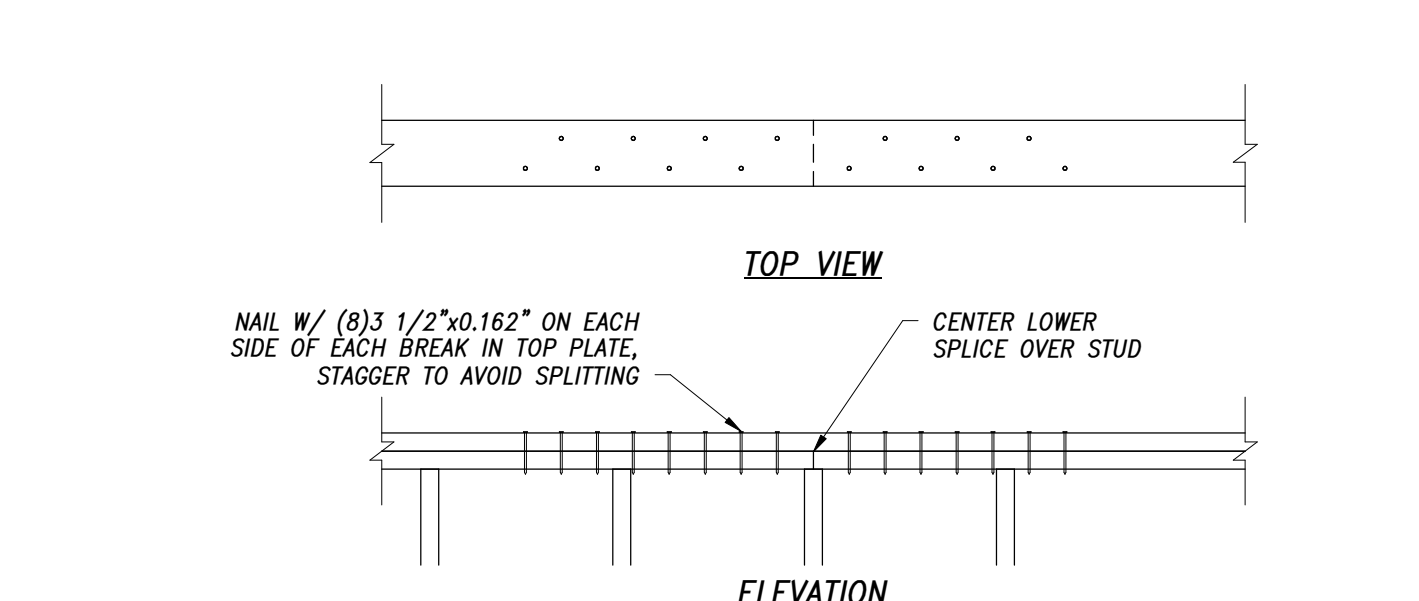 TOP VIEW
NAIL W/ (8)3 1/2"x0.162" ON EACH
SIDE OF EACH BREAK IN TOP PLATE,
STAGGER TO AVOID SPLITTING
CENTER LOWER
SPLICE OVER STUD
ELEVATION